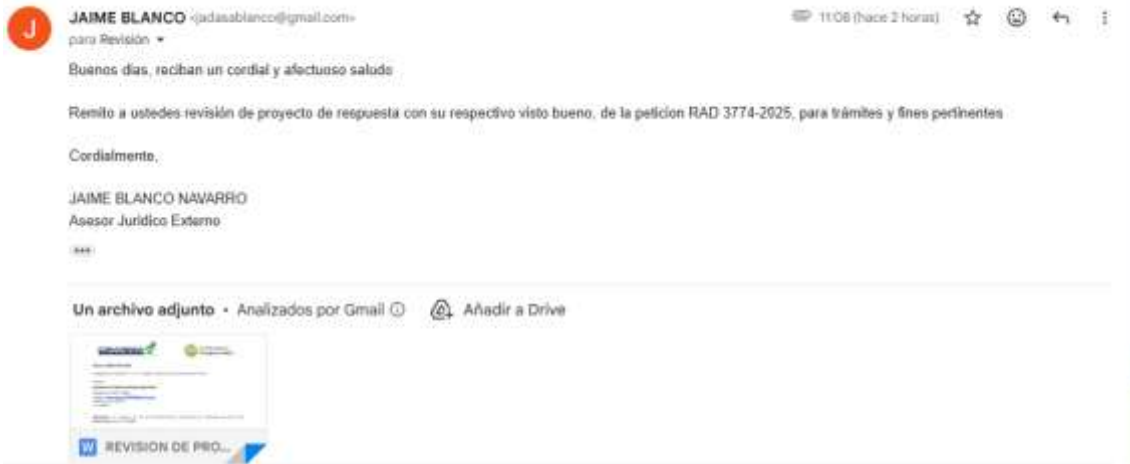 J
JAIME BLANCO <jadasablanco@gmail.com>
11:08 (hace 2 horas)
para Revisión
Buenos días, reciban un cordial y afectuoso saludo
Remito a ustedes revisión de proyecto de respuesta con su respectivo visto bueno, de la peticion RAD 3774-2025, para trámites y fines pertinentes
Cordialmente,
JAIME BLANCO NAVARRO
Asesor Jurídico Externo
Un archivo adjunto • Analizados por Gmail
Añadir a Drive
W REVISION DE PRO...